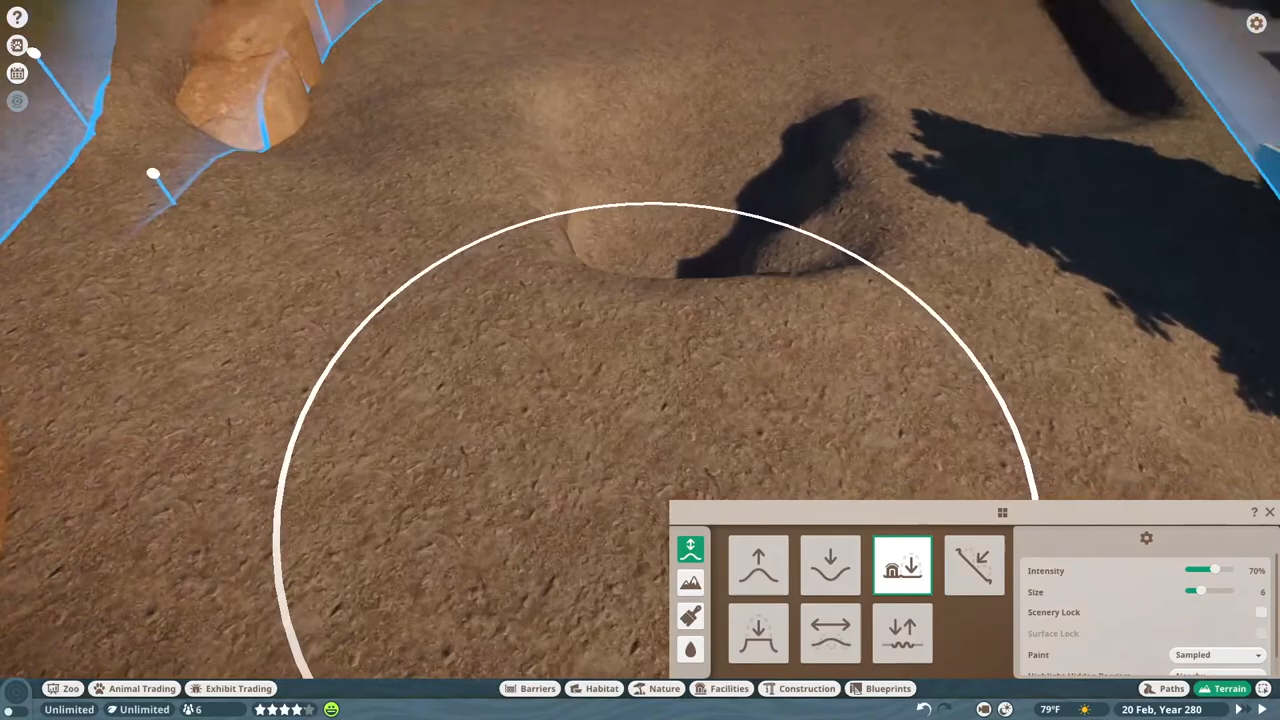 ?
? ×
Intensity 70%
Size 6
Scenery Lock
Surface Lock
Paint Sampled
Zoo Animal Trading Exhibit Trading Barriers Habitat Nature Facilities Construction Blueprints Paths Terrain
Unlimited Unlimited 6 79°F 20 Feb, Year 280